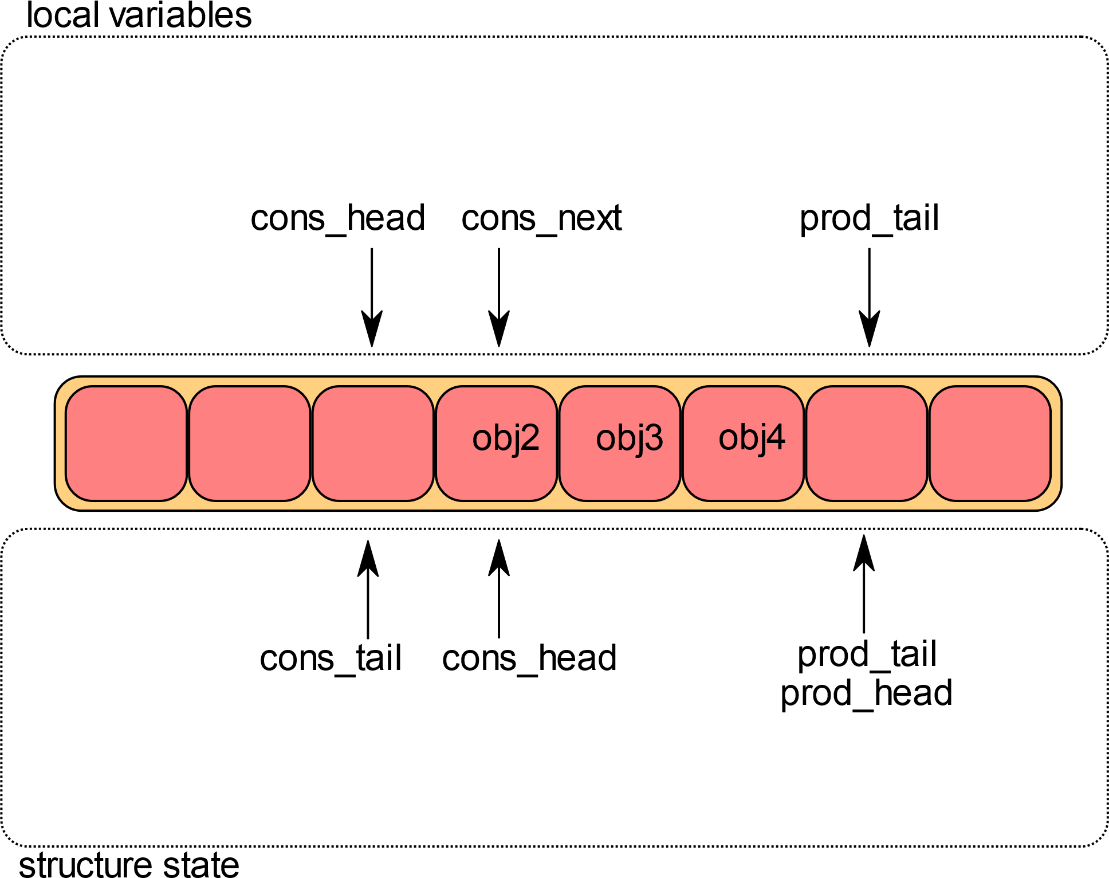 local variables
cons_head cons_next prod_tail
obj2 obj3 obj4
cons_tail cons_head prod_tail
prod_head
structure state